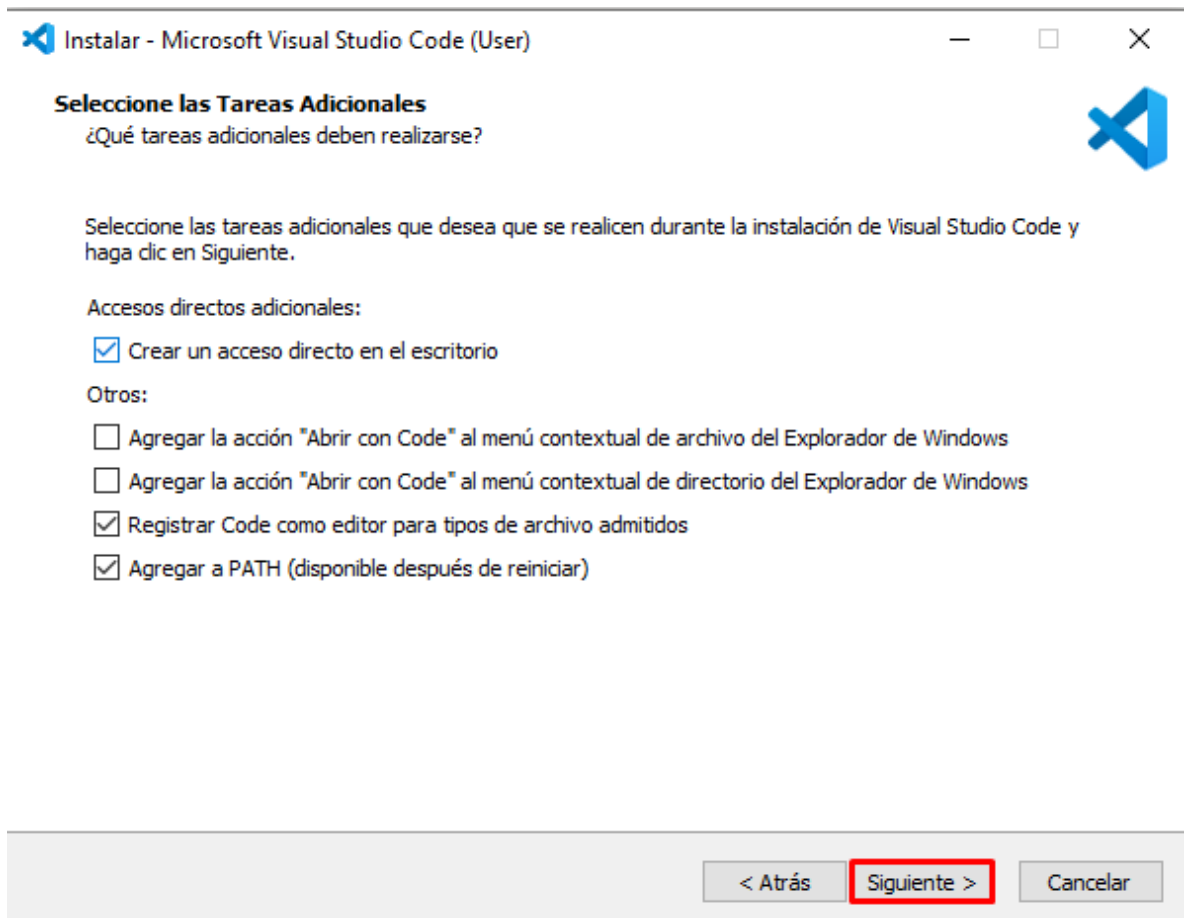 Instalar - Microsoft Visual Studio Code (User)
Seleccione las Tareas Adicionales
¿Qué tareas adicionales deben realizarse?
Seleccione las tareas adicionales que desea que se realicen durante la instalación de Visual Studio Code y
haga clic en Siguiente.
Accesos directos adicionales:
Crear un acceso directo en el escritorio
Otros:
Agregar la acción "Abrir con Code" al menú contextual de archivo del Explorador de Windows
Agregar la acción "Abrir con Code" al menú contextual de directorio del Explorador de Windows
Registrar Code como editor para tipos de archivo admitidos
Agregar a PATH (disponible después de reiniciar)
< Atrás Siguiente > Cancelar